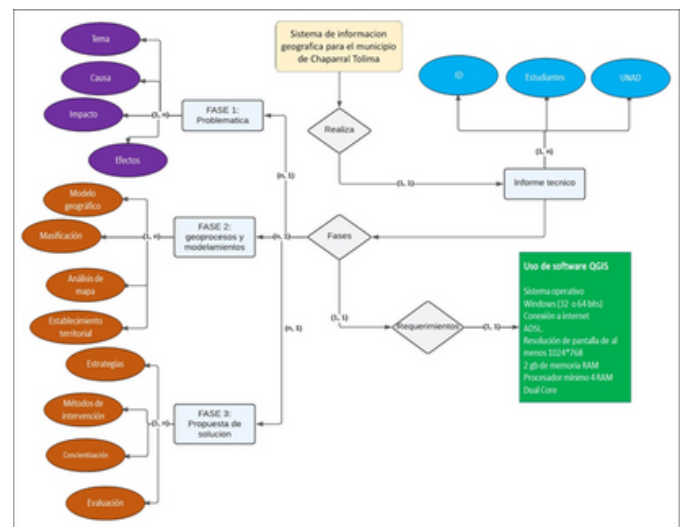 Sistema de informacion
geografica para el municipio
de Chaparral Tolima
Tema
Causa
Impacto
Efectos
(1, n)
FASE 1:
Problematica
Realiza
(1, 1)
ID
Estudiantes
UNAD
(1, n)
Informe tecnico
(n, 1)
Modelo
geográfico
Masificación
Análisis de
mapa
Establecimiento
territorial
(1, n)
FASE 2:
geoprocesos y
modelamientos
(n, 1)
Fases
(1, 1)
Requerimientos
(1, 1)
Uso de software QGIS
Sistema operativo
Windows (32 o 64 bits)
Conexión a internet
ADSL.
Resolución de pantalla de al
menos 1024*768
2 gb de memoria RAM
Procesador mínimo 4 RAM
Dual Core
(n, 1)
Estrategias
Métodos de
intervención
Concientización
Evaluación
(1, n)
FASE 3:
Propuesta de
solucion